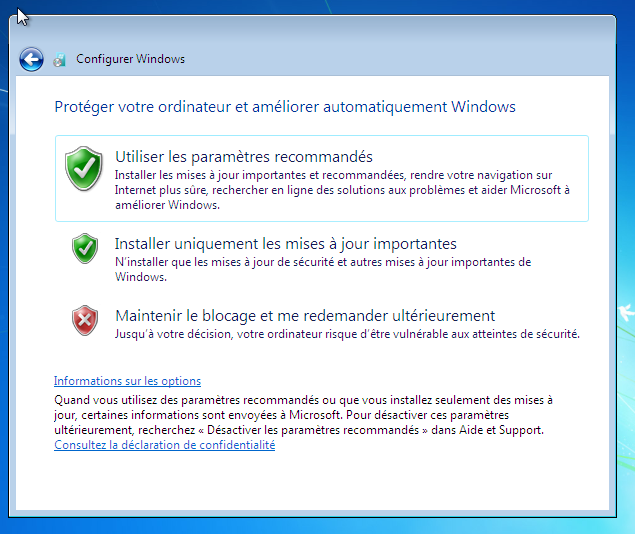 Configurer Windows
Protéger votre ordinateur et améliorer automatiquement Windows
Utiliser les paramètres recommandés
Installer les mises à jour importantes et recommandées, rendre votre navigation sur
Internet plus sûre, rechercher en ligne des solutions aux problèmes et aider Microsoft à
améliorer Windows.
Installer uniquement les mises à jour importantes
N'installer que les mises à jour de sécurité et autres mises à jour importantes de
Windows.
Maintenir le blocage et me redemander ultérieurement
Jusqu'à votre décision, votre ordinateur risque d'être vulnérable aux atteintes de sécurité.
Informations sur les options
Quand vous utilisez des paramètres recommandés ou que vous installez seulement des mises à
jour, certaines informations sont envoyées à Microsoft. Pour désactiver ces paramètres
ultérieurement, recherchez « Désactiver les paramètres recommandés » dans Aide et Support.
Consultez la déclaration de confidentialité